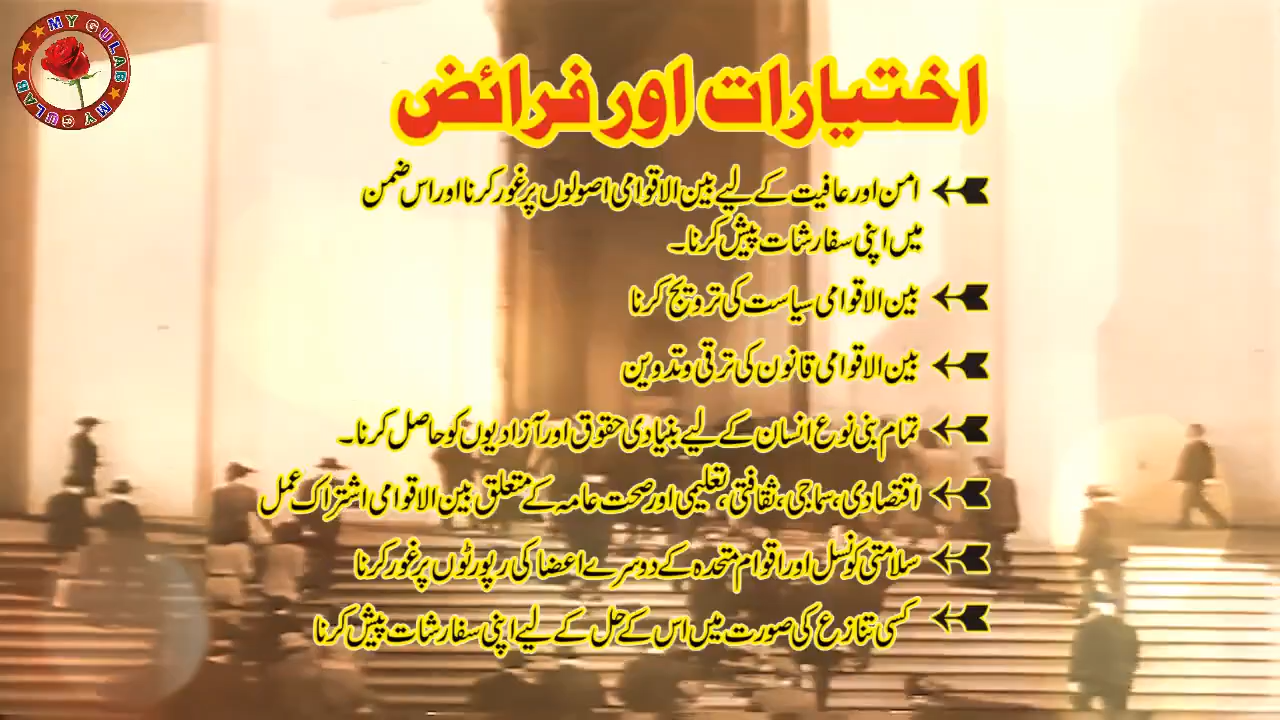 MY GULAB MY GULAB
اختیارات اور فرائض
امن اور عافیت کے لیے بین الاقوامی اصولوں پر غور کرنا اور اس ضمن
میں اپنی سفارشات پیش کرنا۔
بین الاقوامی سیاست کی ترویج کرنا
بین الاقوامی قانون کی ترقی و تدوین
تمام بنی نوع انسان کے لیے بنیادی حقوق اور آزادیوں کو حاصل کرنا۔
اقتصادی، سماجی، ثقافتی، تعلیمی اور صحت عامہ کے متعلق بین الاقوامی اشتراک عمل
سلامتی کونسل اور اقوام متحدہ کے دوسرے اعضا کی رپورٹوں پر غور کرنا
کسی تنازع کی صورت میں اس کے حل کے لیے اپنی سفارشات پیش کرنا